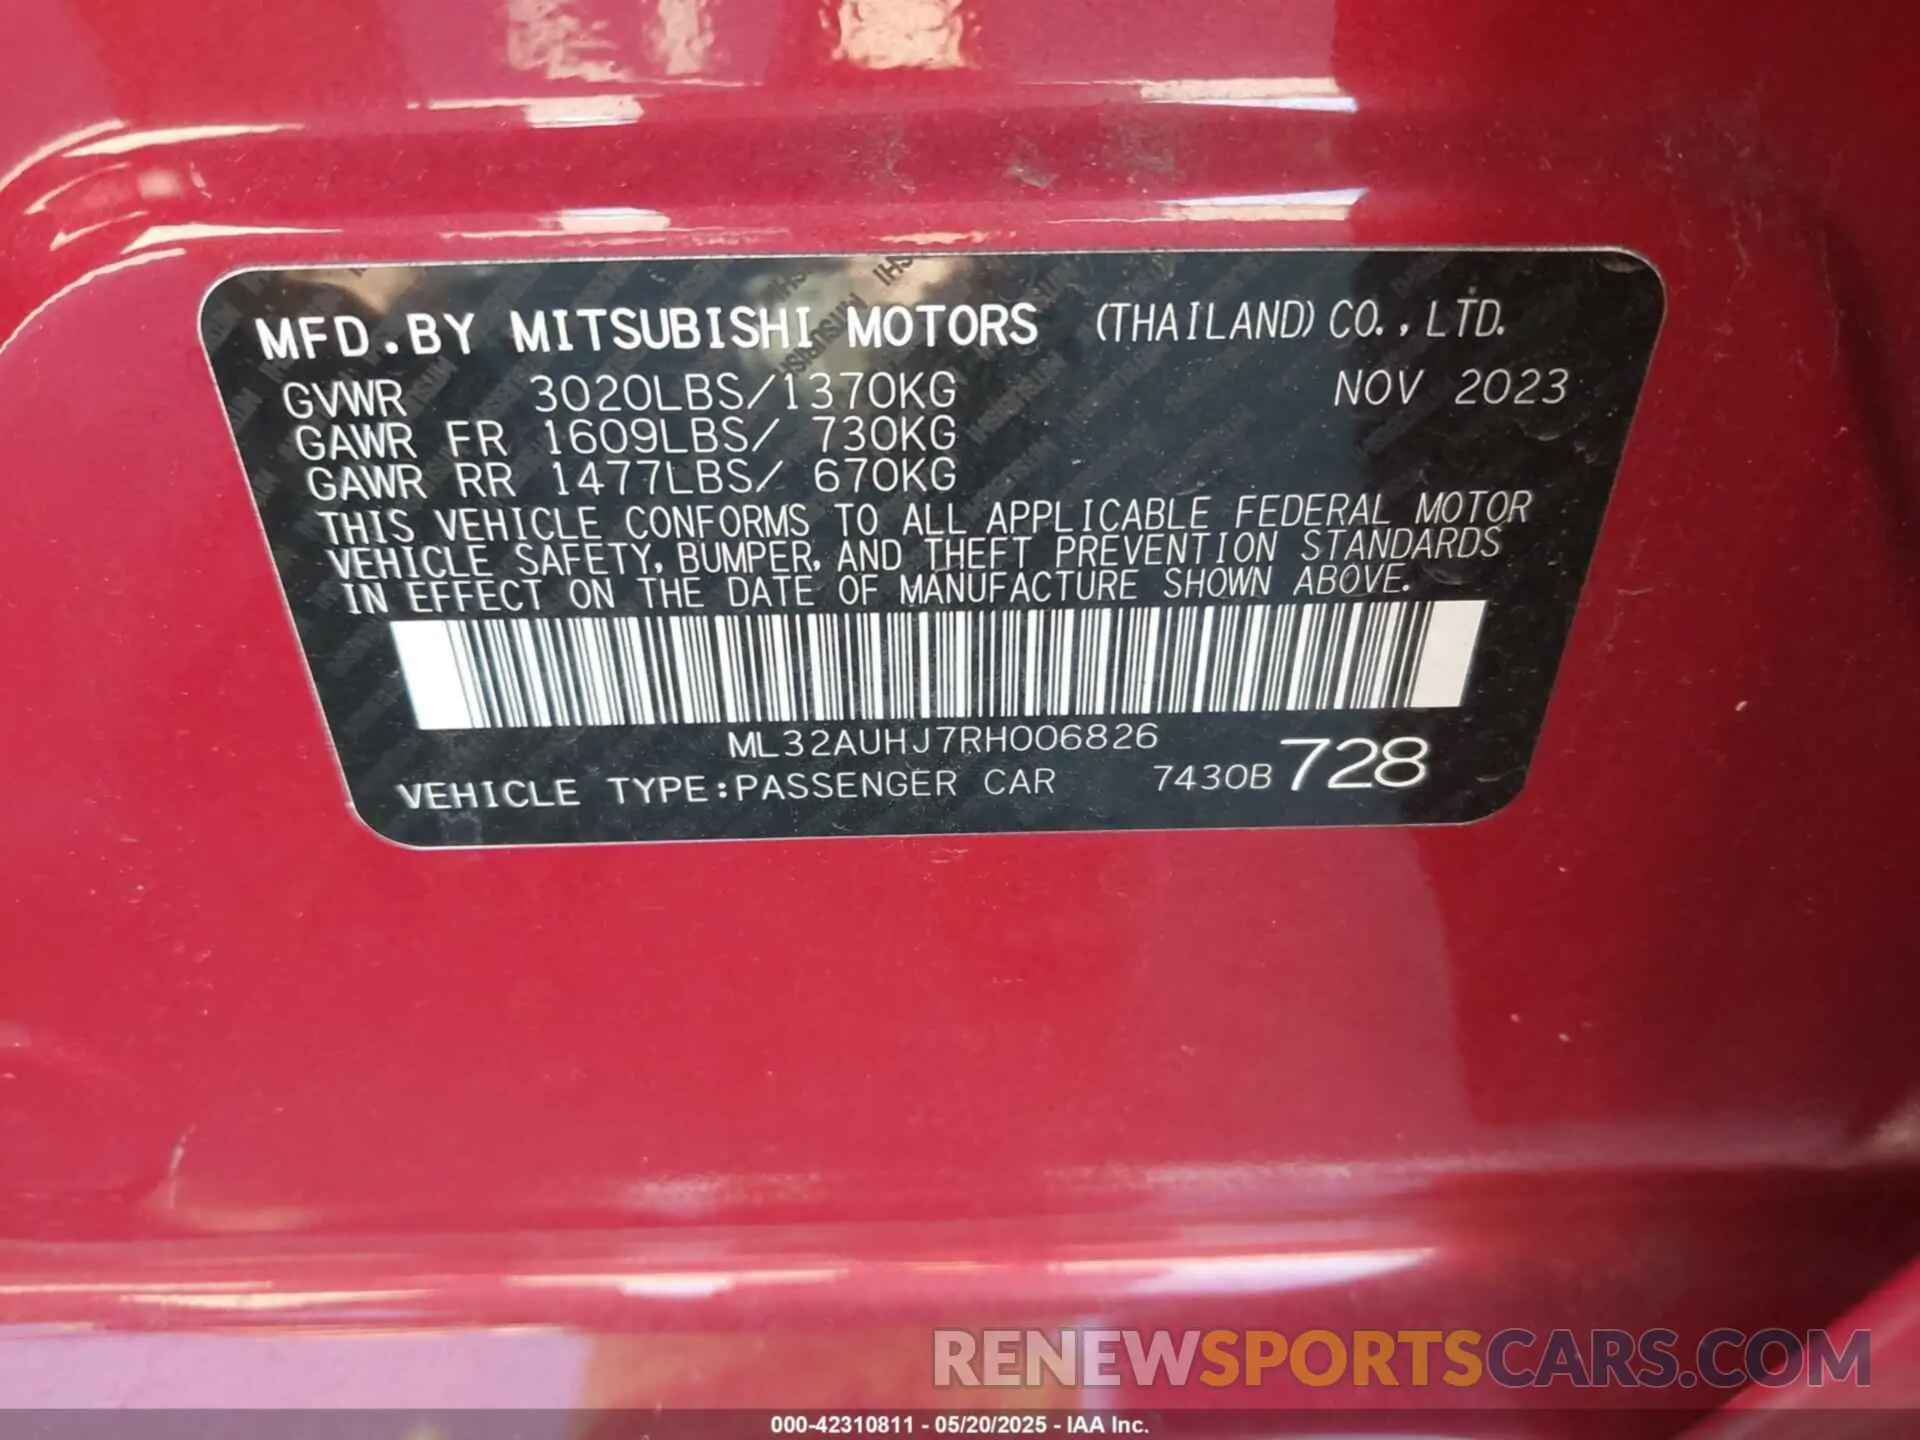 MFD.BY MITSUBISHI MOTORS (THAILAND) CO.,LTD.
GVWR 3020LBS/1370KG NOV 2023
GAWR FR 1609LBS/ 730KG
GAWR RR 1477LBS/ 670KG
THIS VEHICLE CONFORMS TO ALL APPLICABLE FEDERAL MOTOR
VEHICLE SAFETY, BUMPER, AND THEFT PREVENTION STANDARDS
IN EFFECT ON THE DATE OF MANUFACTURE SHOWN ABOVE.
ML32AUHJ7RH006826
VEHICLE TYPE:PASSENGER CAR 7430B 728
RENEWSPORTSCARS.COM
000-42310811 - 05/20/2025 - IAA Inc.